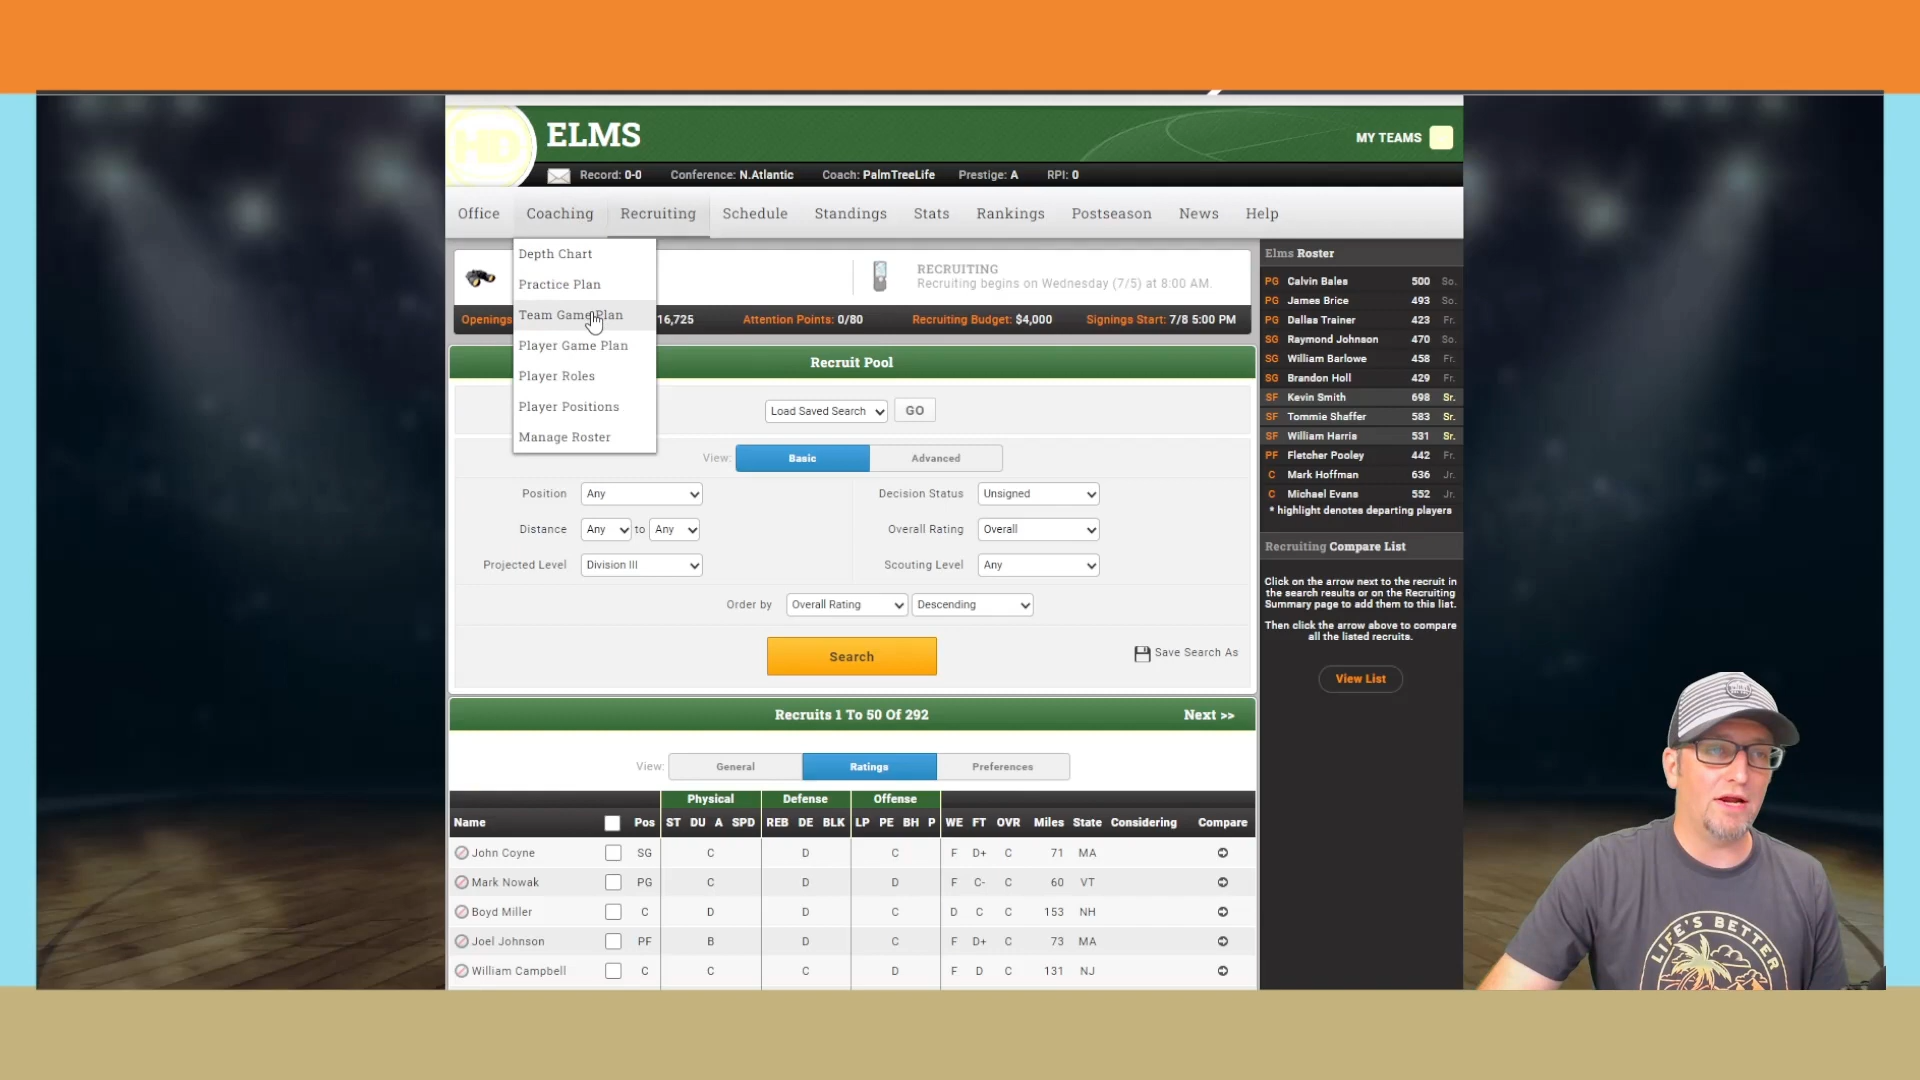 HD
ELMS
MY TEAMS
Record: 0-0 Conference: N.Atlantic Coach: PalmTreeLife Prestige: A RPI: 0
Office Coaching Recruiting Schedule Standings Stats Rankings Postseason News Help
Depth Chart
Practice Plan
Team Game Plan
Player Game Plan
Player Roles
Player Positions
Manage Roster
RECRUITING
Recruiting begins on Wednesday (7/5) at 8:00 AM.
Openings 16,725 Attention Points: 0/80 Recruiting Budget: $4,000 Signings Start: 7/8 5:00 PM
Recruit Pool
Load Saved Search GO
View: Basic Advanced
Position Any Decision Status Unsigned
Distance Any to Any Overall Rating Overall
Projected Level Division III Scouting Level Any
Order by Overall Rating Descending
Search
Save Search As
Recruits 1 To 50 Of 292 Next >>
View: General Ratings Preferences
Physical Defense Offense
Name Pos ST DU A SPD REB DE BLK LP PE BH P WE FT OVR Miles State Considering Compare
John Coyne SG C D C F D+ C 71 MA
Mark Nowak PG C D D F C- C 60 VT
Boyd Miller C D D C D C C 153 NH
Joel Johnson PF B D C F D+ C 73 MA
William Campbell C C C D F D C 131 NJ
Elms Roster
PG Calvin Bales 500 So.
PG James Brice 493 So.
PG Dallas Trainer 423 Fr.
SG Raymond Johnson 470 So.
SG William Barlowe 458 Fr.
SG Brandon Holl 429 Fr.
SF Kevin Smith 698 Sr.
SF Tommie Shaffer 583 Sr.
SF William Harris 531 Sr.
PF Fletcher Pooley 442 Fr.
C Mark Hoffman 636 Jr.
C Michael Evans 552 Jr.
* highlight denotes departing players
Recruiting Compare List
Click on the arrow next to the recruit in
the search results or on the Recruiting
Summary page to add them to this list.
Then click the arrow above to compare
all the listed recruits.
View List
LIFE'S BETTER